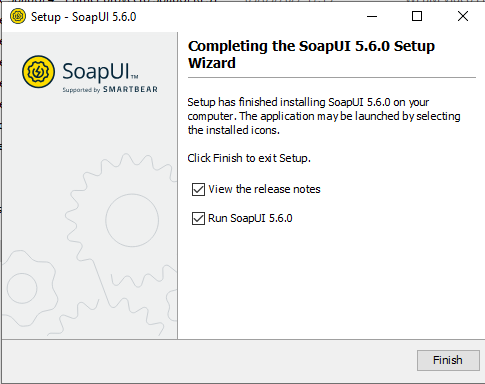 Setup - SoapUI 5.6.0
SoapUI™
Supported by SMARTBEAR
Completing the SoapUI 5.6.0 Setup
Wizard
Setup has finished installing SoapUI 5.6.0 on your
computer. The application may be launched by selecting
the installed icons.
Click Finish to exit Setup.
View the release notes
Run SoapUI 5.6.0
Finish